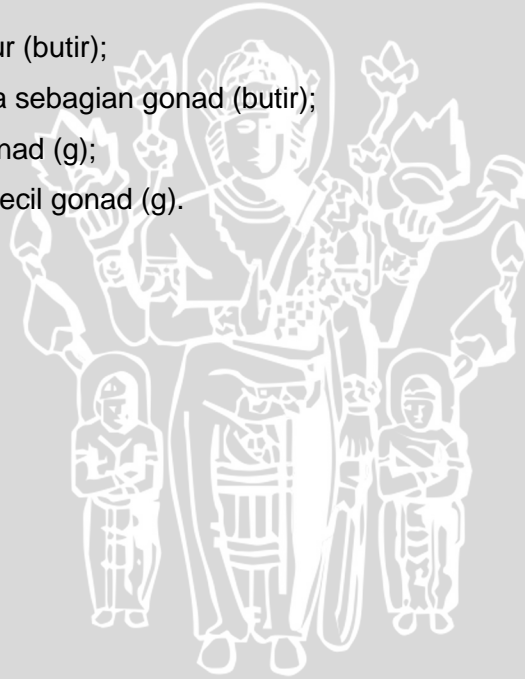 ur (butir);
a sebagian gonad (butir);
nad (g);
ecil gonad (g).